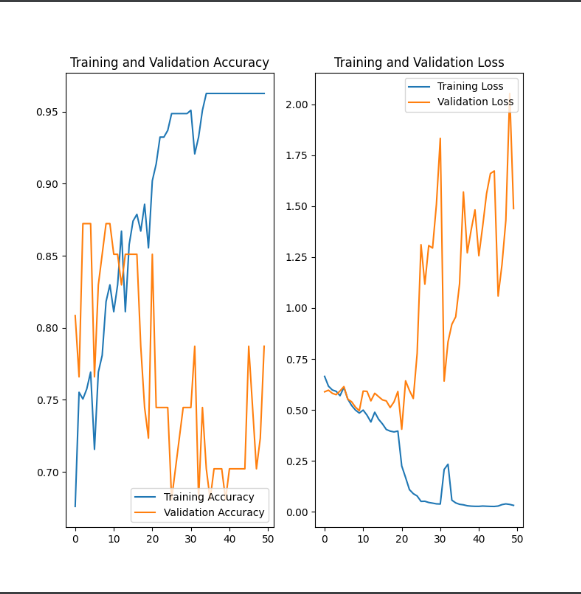 Training and Validation Accuracy
0.95
0.90
0.85
0.80
0.75
0.70
Training Accuracy
Validation Accuracy
0 10 20 30 40 50
Training and Validation Loss
Training Loss
Validation Loss
2.00
1.75
1.50
1.25
1.00
0.75
0.50
0.25
0.00
0 10 20 30 40 50